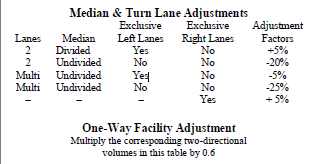 Median & Turn Lane Adjustments
Exclusive Exclusive Adjustment
Lanes Median Left Lanes Right Lanes Factors
2 Divided Yes No +5%
2 Undivided No No -20%
Multi Undivided Yes No -5%
Multi Undivided No No -25%
– – – Yes + 5%
One-Way Facility Adjustment
Multiply the corresponding two-directional
volumes in this table by 0.6